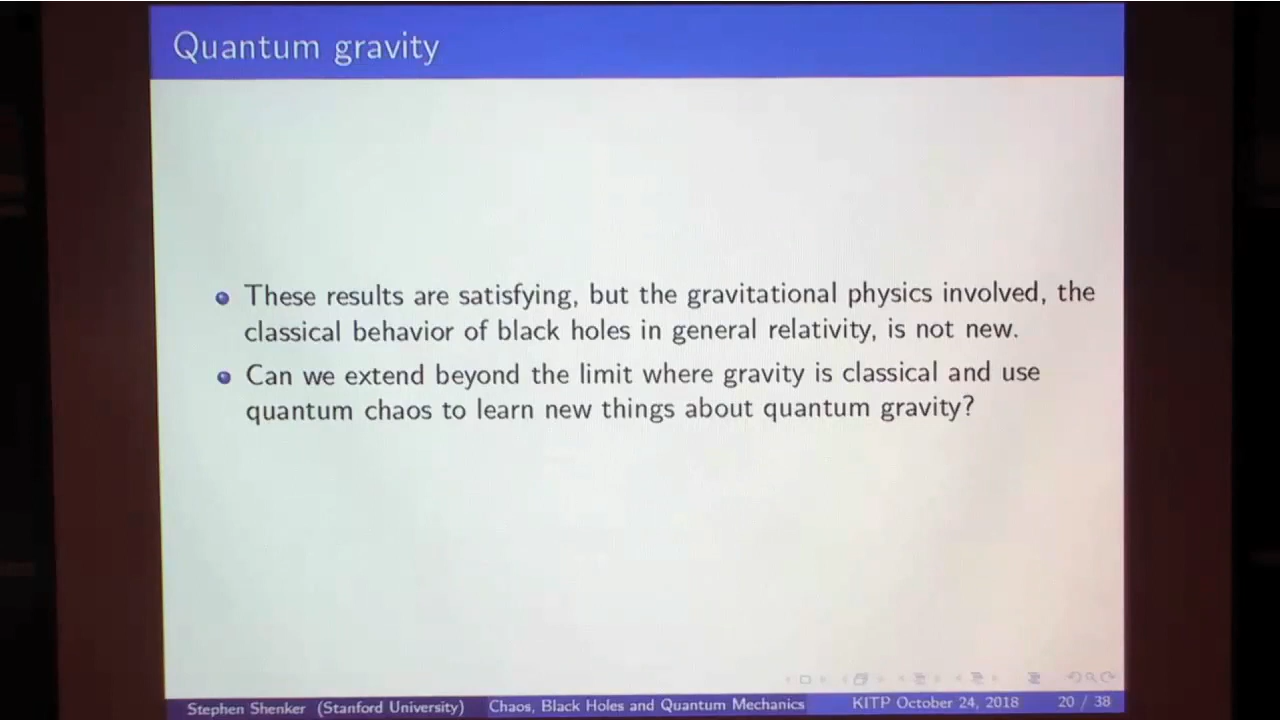 Quantum gravity
These results are satisfying, but the gravitational physics involved, the
classical behavior of black holes in general relativity, is not new.
Can we extend beyond the limit where gravity is classical and use
quantum chaos to learn new things about quantum gravity?
Stephen Shenker (Stanford University) Chaos, Black Holes and Quantum Mechanics KITP October 24, 2018 20 / 38